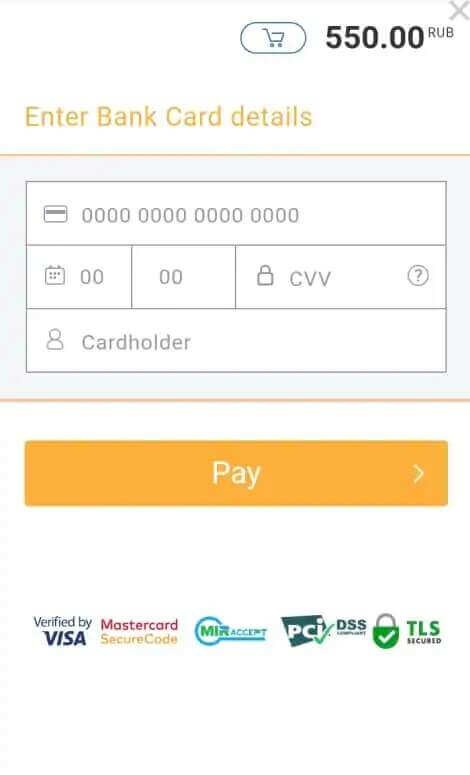 550.00 RUB
Enter Bank Card details
0000 0000 0000 0000
00 00 CVV ?
Cardholder
Pay
Verified by VISA Mastercard SecureCode MIR ACCEPT PCI DSS COMPLIANT TLS SECURED